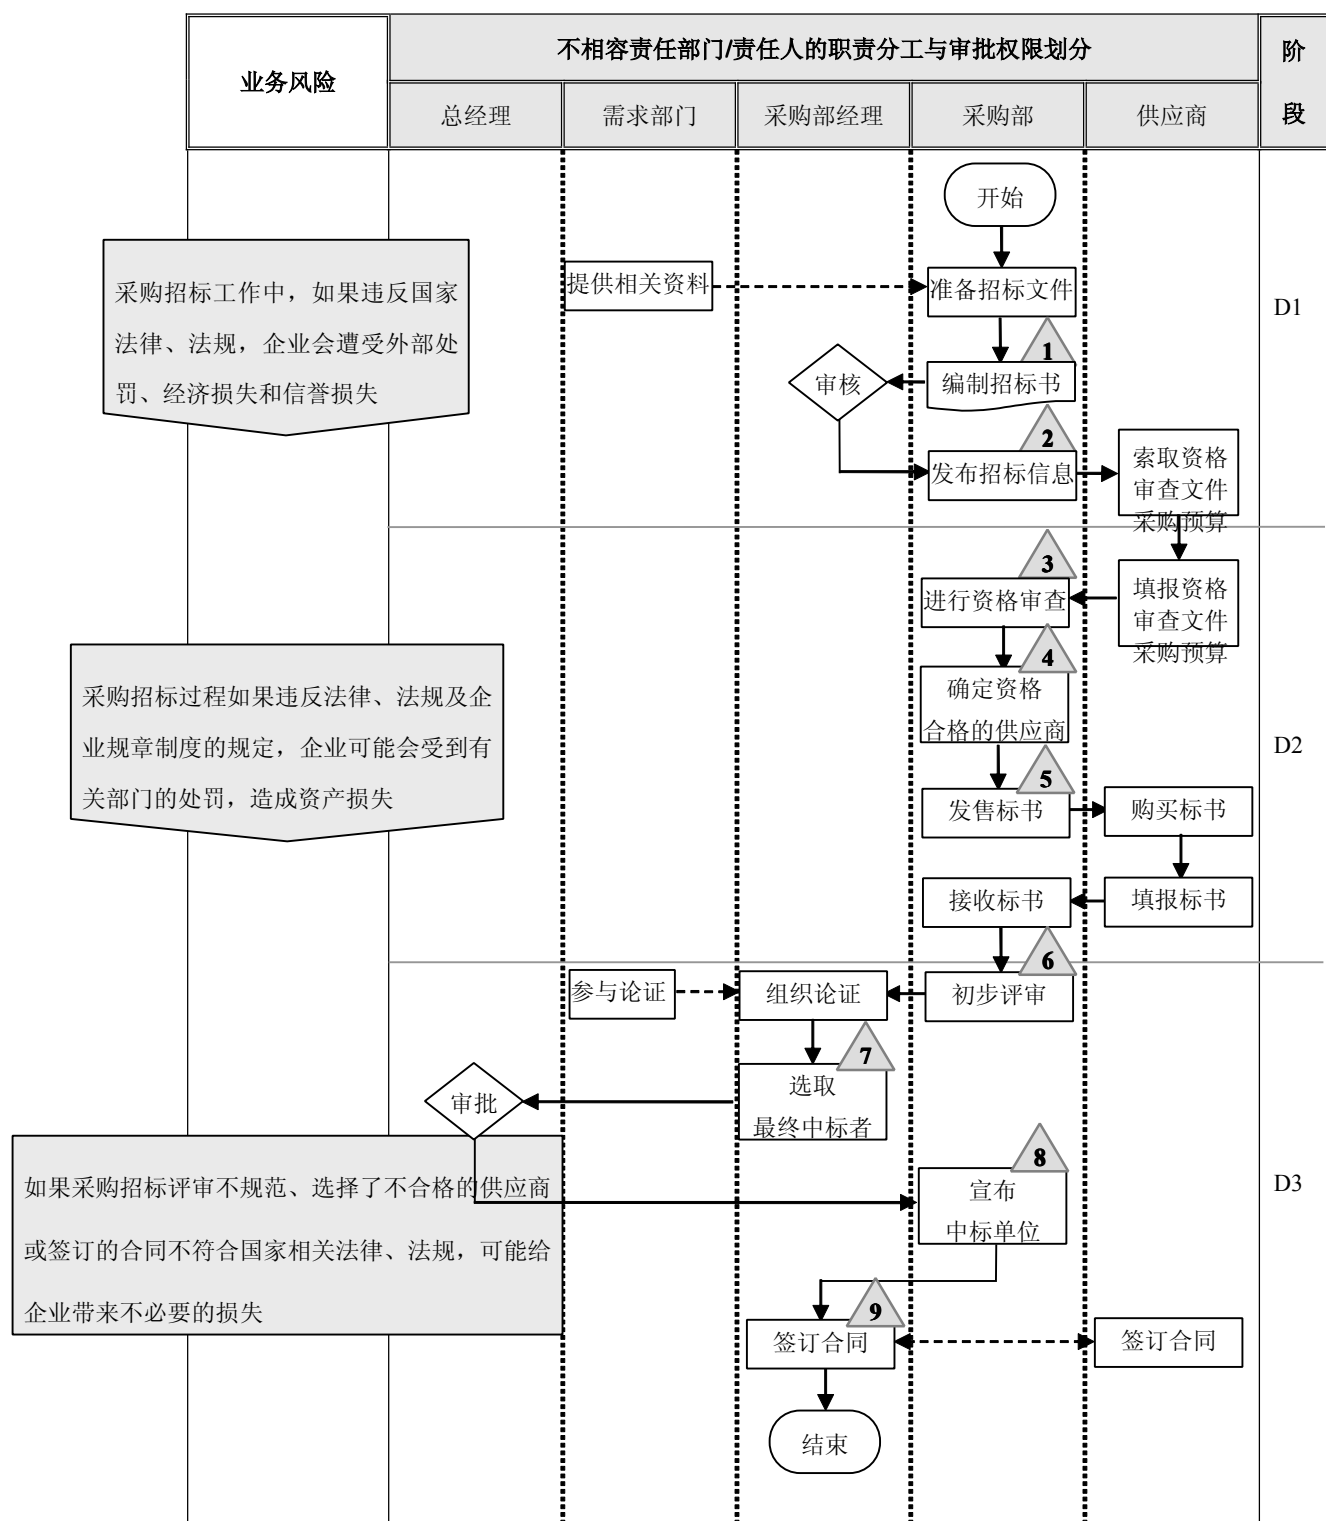 不相容责任部门/责任人的职责分工与审批权限划分
阶
段
业务风险
总经理
需求部门
采购部经理
采购部
供应商
开始
采购招标工作中，如果违反国家
法律、法规，企业会遭受外部处
罚、经济损失和信誉损失
提供相关资料
准备招标文件
D1
1
审核
编制招标书
2
发布招标信息
索取资格
审查文件
采购预算
3
进行资格审查
填报资格
审查文件
采购预算
4
确定资格
合格的供应商
采购招标过程如果违反法律、法规及企
业规章制度的规定，企业可能会受到有
关部门的处罚，造成资产损失
D2
5
发售标书
购买标书
接收标书
填报标书
6
参与论证
组织论证
初步评审
7
选取
最终中标者
审批
8
宣布
中标单位
如果采购招标评审不规范、选择了不合格的供应商
或签订的合同不符合国家相关法律、法规，可能给
企业带来不必要的损失
D3
9
签订合同
签订合同
结束